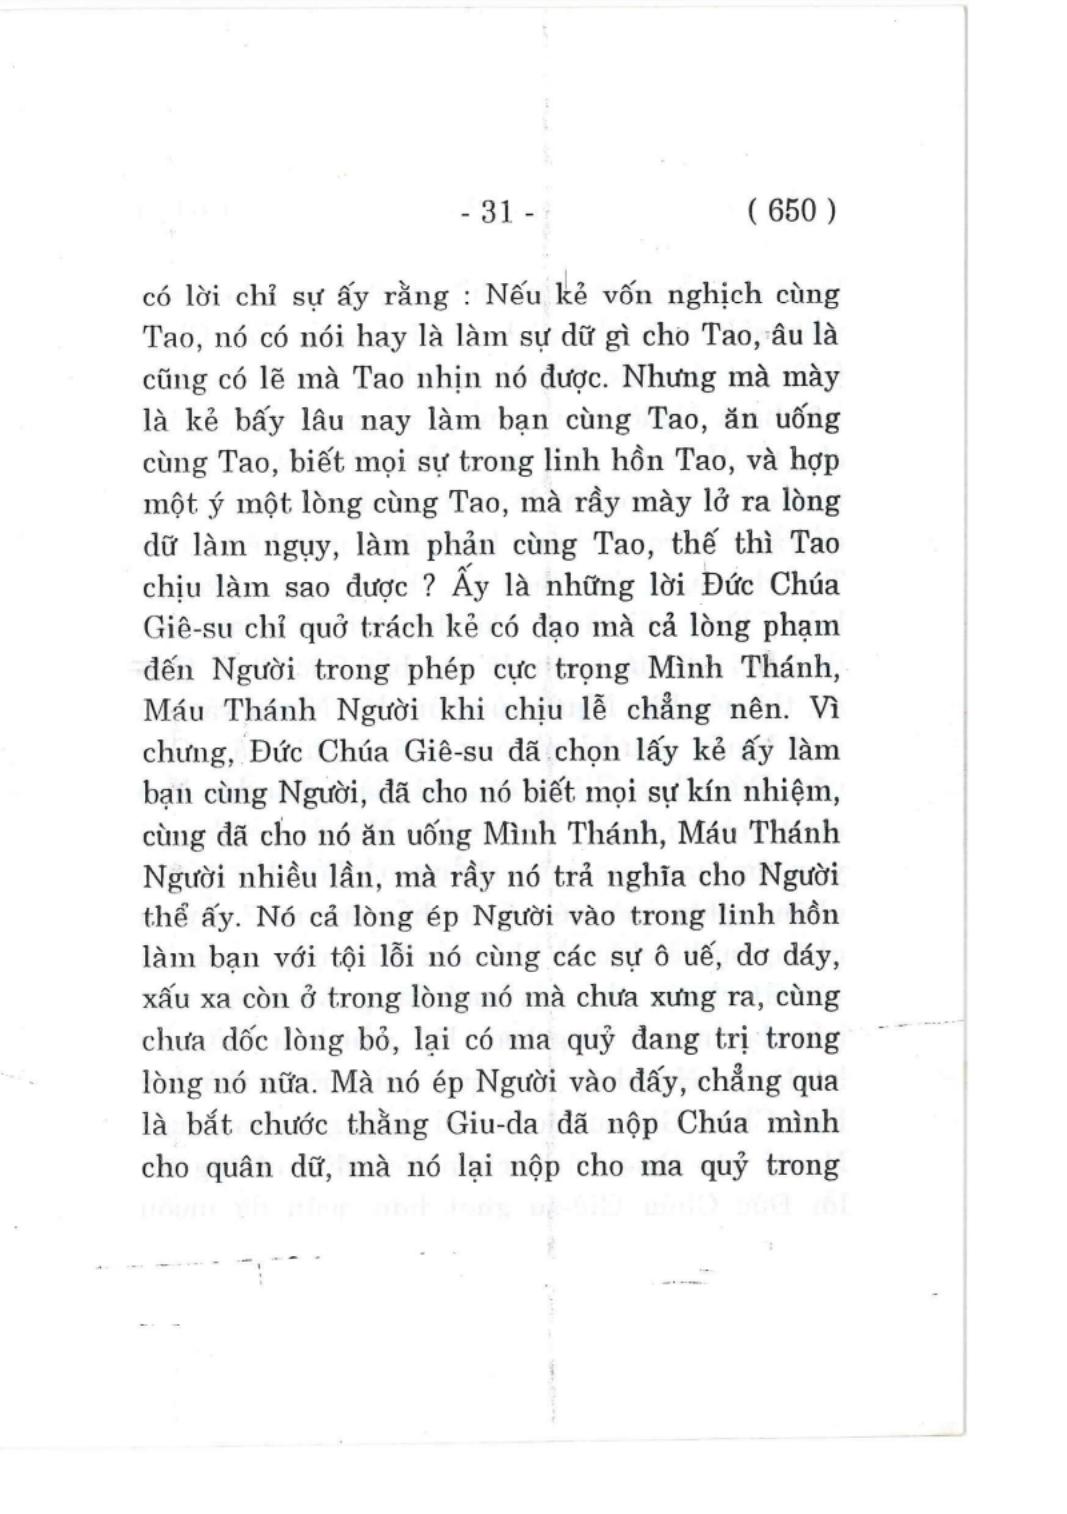 - 31 - ( 650 )
có lời chỉ sự ấy rằng : Nếu kẻ vốn nghịch cùng
Tao, nó có nói hay là làm sự dữ gì cho Tao, âu là
cũng có lẽ mà Tao nhịn nó được. Nhưng mà mày
là kẻ bấy lâu nay làm bạn cùng Tao, ăn uống
cùng Tao, biết mọi sự trong linh hồn Tao, và hợp
một ý một lòng cùng Tao, mà rầy mày lở ra lòng
dữ làm ngụy, làm phản cùng Tao, thế thì Tao
chịu làm sao được ? Ấy là những lời Đức Chúa
Giê-su chỉ quở trách kẻ có đạo mà cả lòng phạm
đến Người trong phép cực trọng Mình Thánh,
Máu Thánh Người khi chịu lễ chẳng nên. Vì
chưng, Đức Chúa Giê-su đã chọn lấy kẻ ấy làm
bạn cùng Người, đã cho nó biết mọi sự kín nhiệm,
cùng đã cho nó ăn uống Mình Thánh, Máu Thánh
Người nhiều lần, mà rầy nó trả nghĩa cho Người
thể ấy. Nó cả lòng ép Người vào trong linh hồn
làm bạn với tội lỗi nó cùng các sự ô uế, dơ dáy,
xấu xa còn ở trong lòng nó mà chưa xưng ra, cùng
chưa dốc lòng bỏ, lại có ma quỷ đang trị trong
lòng nó nữa. Mà nó ép Người vào đấy, chẳng qua
là bắt chước thằng Giu-da đã nộp Chúa mình
cho quân dữ, mà nó lại nộp cho ma quỷ trong